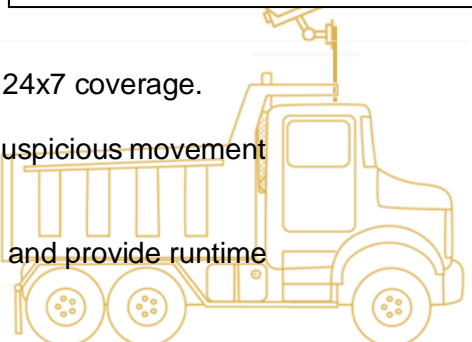 24x7 coverage.
uspicious movement
and provide runtime